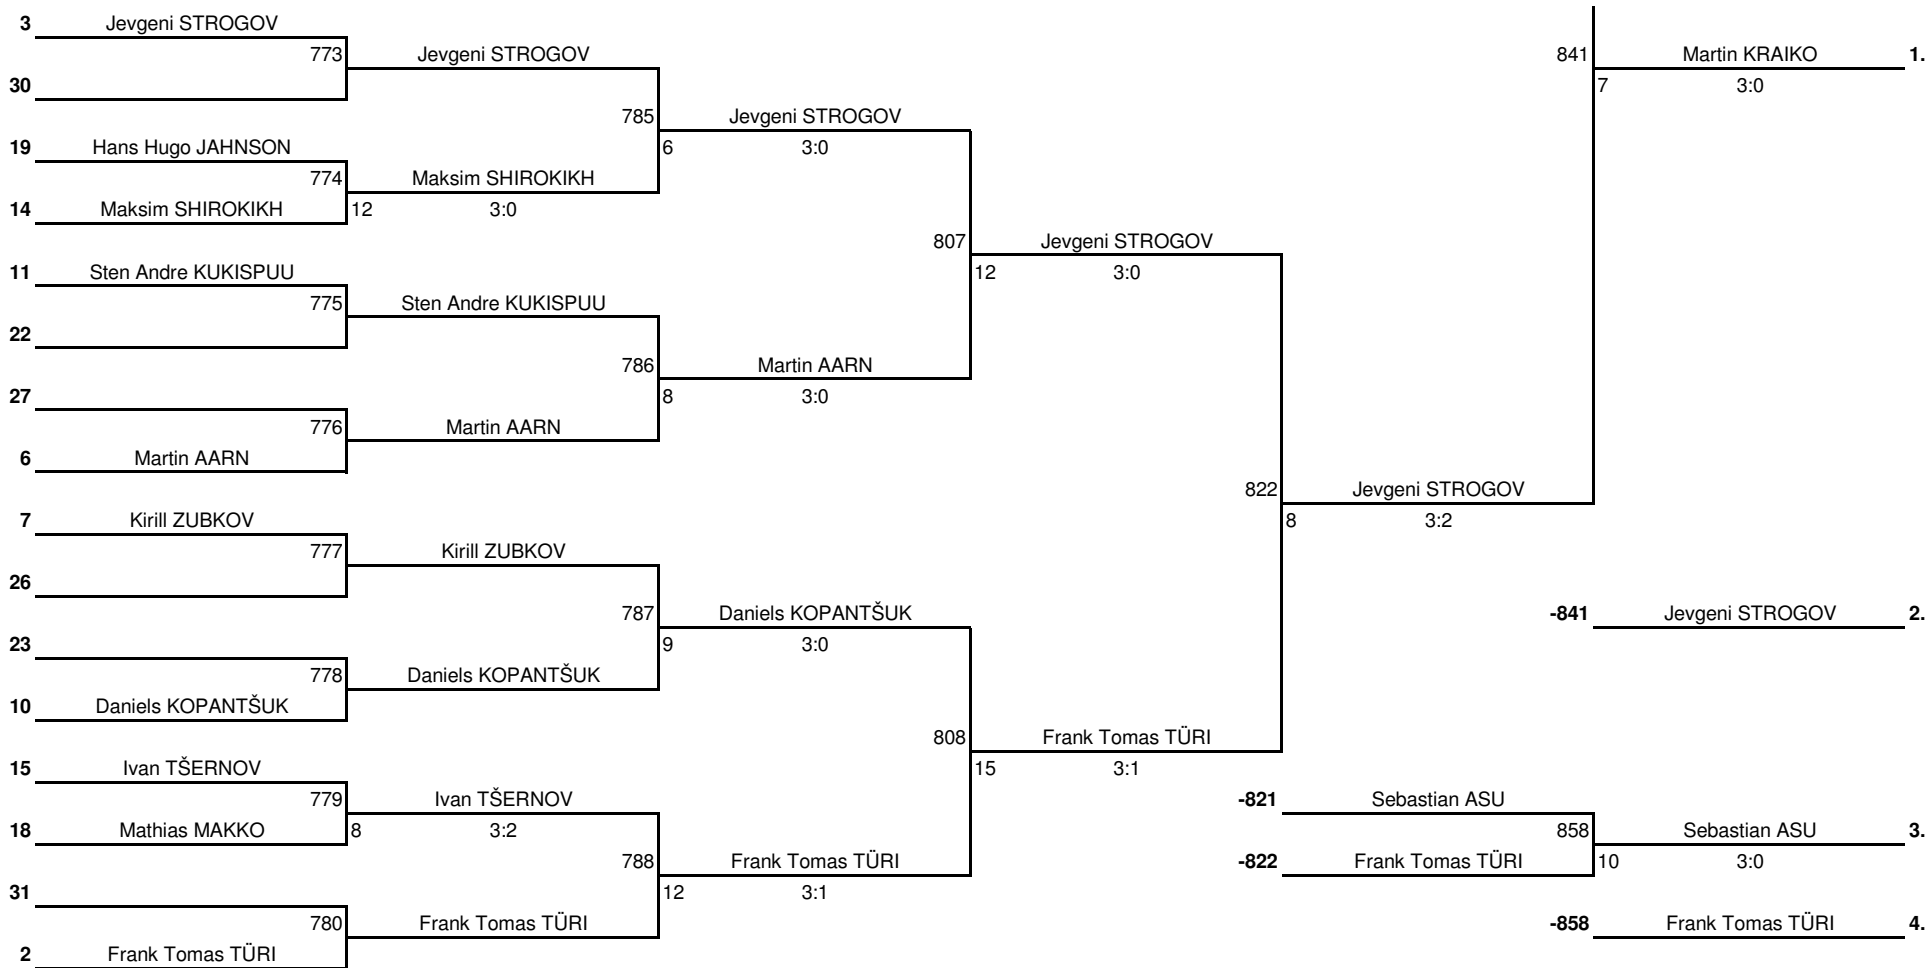 3 Jevgeni STROGOV
773 Jevgeni STROGOV 841 Martin KRAIKO 1.
30 7 3:0
785 Jevgeni STROGOV
19 Hans Hugo JAHNSON 6 3:0
774 Maksim SHIROKIKH
14 Maksim SHIROKIKH 12 3:0
807 Jevgeni STROGOV
11 Sten Andre KUKISPUU 12 3:0
775 Sten Andre KUKISPUU
22
786 Martin AARN
27 8 3:0
776 Martin AARN
6 Martin AARN
822 Jevgeni STROGOV
7 Kirill ZUBKOV 8 3:2
777 Kirill ZUBKOV
26
787 Daniels KOPANTŠUK -841 Jevgeni STROGOV 2.
23 9 3:0
778 Daniels KOPANTŠUK
10 Daniels KOPANTŠUK
808 Frank Tomas TÜRI
15 Ivan TŠERNOV 15 3:1
779 Ivan TŠERNOV -821 Sebastian ASU
18 Mathias MAKKO 8 3:2 858 Sebastian ASU 3.
788 Frank Tomas TÜRI -822 Frank Tomas TÜRI 10 3:0
31 12 3:1
780 Frank Tomas TÜRI -858 Frank Tomas TÜRI 4.
2 Frank Tomas TÜRI